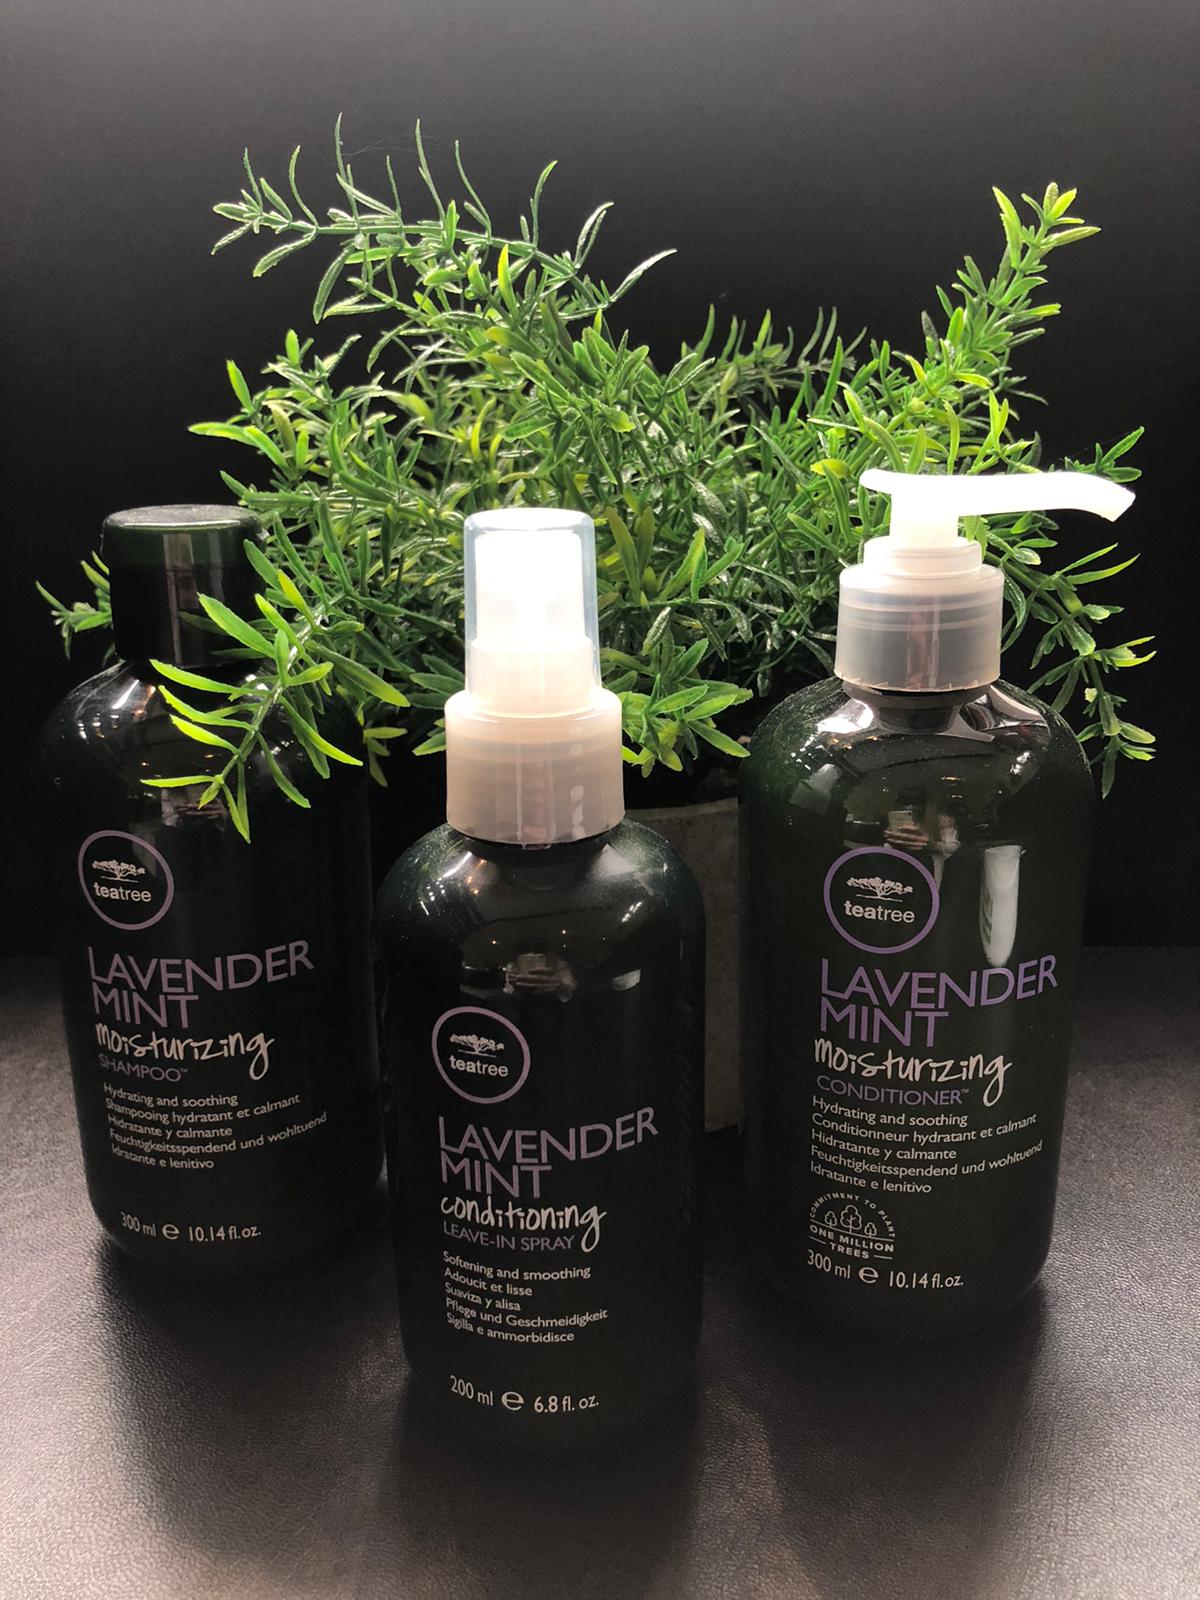 teatree
LAVENDER
MINT
moisturizing
SHAMPOO™
Hydrating and soothing
Shampooing hydratant et calmant
Hidratante y calmante
Feuchtigkeitsspendend und wohltuend
Idratante e lenitivo
300 ml e 10.14 fl.oz.
teatree
LAVENDER
MINT
conditioning
LEAVE-IN SPRAY
Softening and smoothing
Adoucit et lisse
Suaviza y alisa
Pflege und Geschmeidigkeit
Sigilla e ammorbidisce
200 ml e 6.8 fl. oz.
teatree
LAVENDER
MINT
moisturizing
CONDITIONER™
Hydrating and soothing
Conditionneur hydratant et calmant
Hidratante y calmante
Feuchtigkeitsspendend und wohltuend
Idratante e lenitivo
COMMITMENT TO PLANT
ONE MILLION
TREES
300 ml e 10.14 fl.oz.